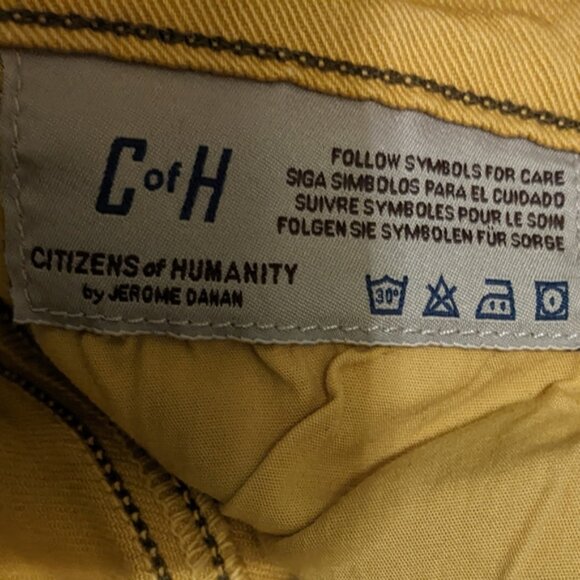 C of H
CITIZENS of HUMANITY
by JEROME DAHAN
FOLLOW SYMBOLS FOR CARE
SIGA SIMBOLOS PARA EL CUIDADO
SUIVRE SYMBOLES POUR LE SOIN
FOLGEN SIE SYMBOLEN FÜR SORGE
30°